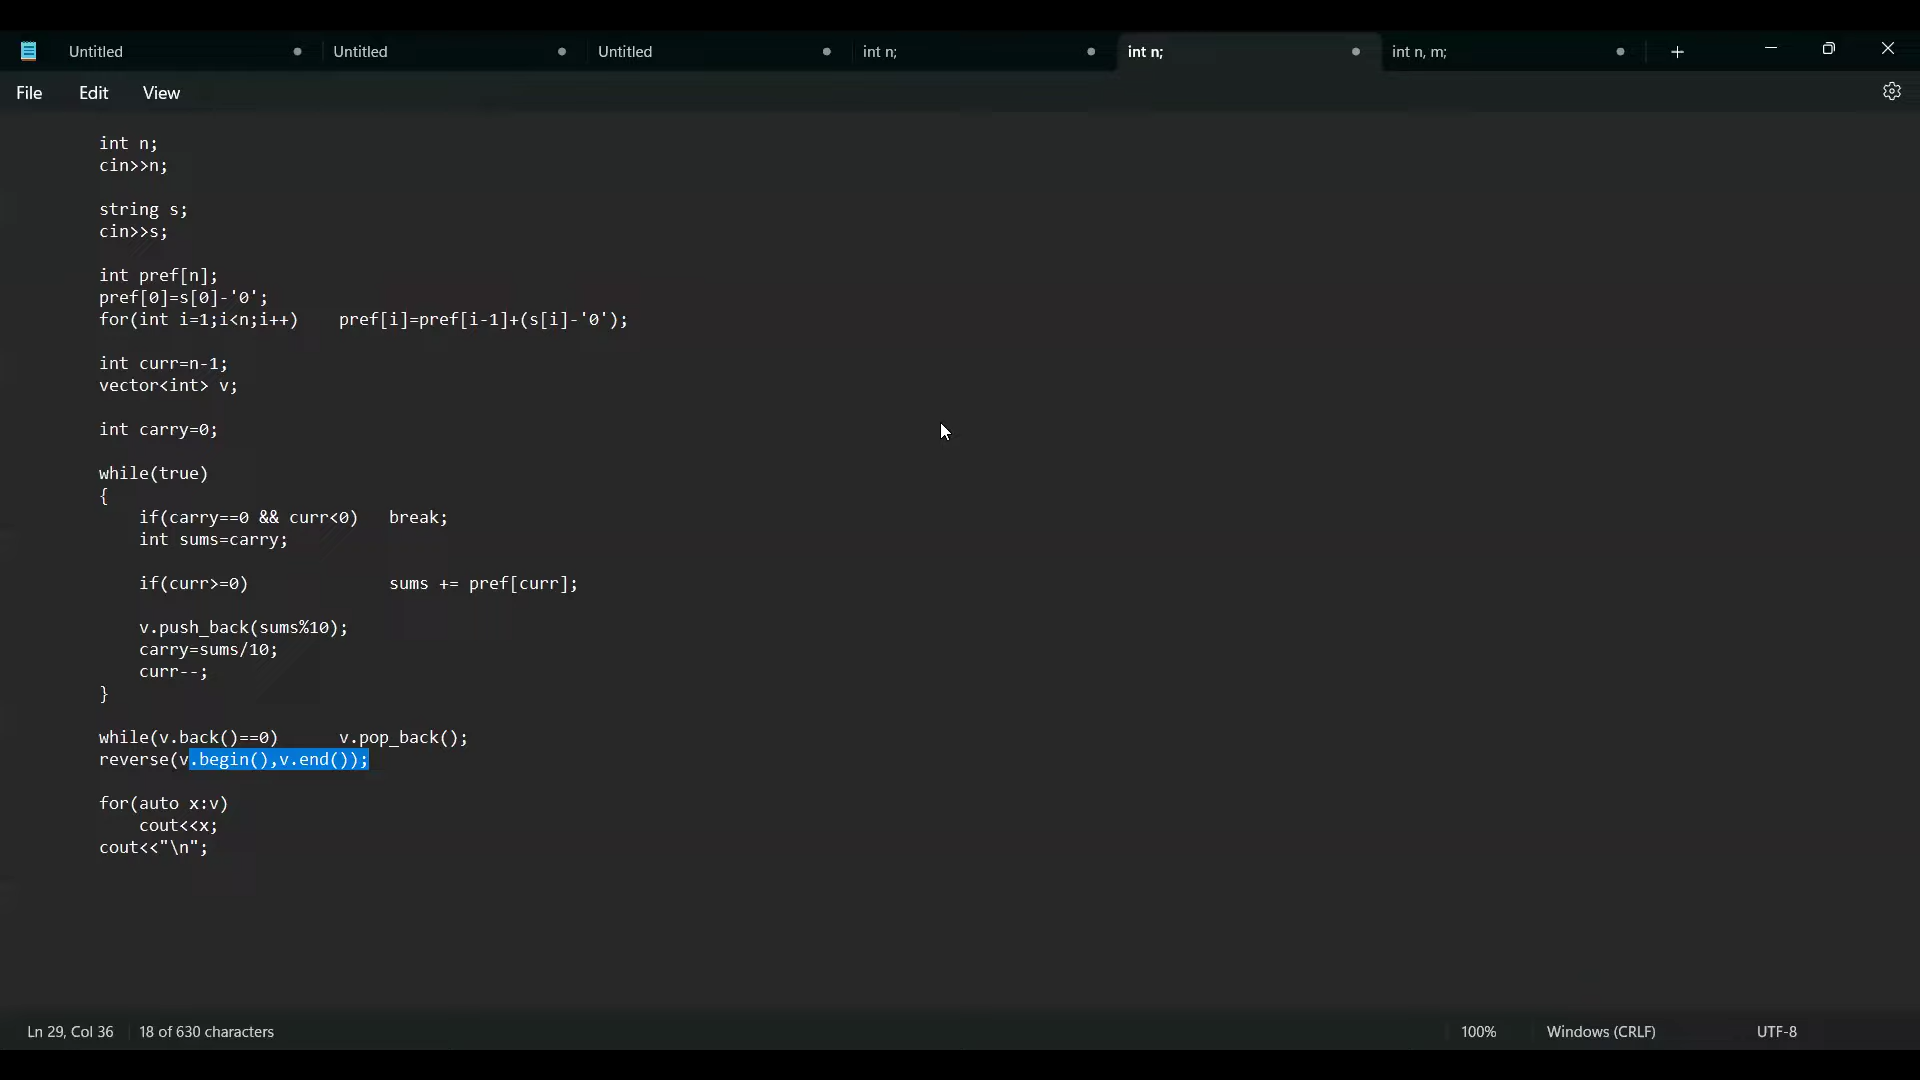 Untitled
Untitled
Untitled
int n;
int n;
int n, m;
File Edit View
int n;
cin>>n;
string s;
cin>>s;
int pref[n];
pref[0]=s[0]-'0';
for(int i=1;i<n;i++) pref[i]=pref[i-1]+(s[i]-'0');
int curr=n-1;
vector<int> v;
int carry=0;
while(true)
{
if(carry==0 && curr<0) break;
int sums=carry;
if(curr>=0) sums += pref[curr];
v.push_back(sums%10);
carry=sums/10;
curr--;
}
while(v.back()==0) v.pop_back();
reverse(v.begin(),v.end());
for(auto x:v)
cout<<x;
cout<<"\n";
Ln 29, Col 36 18 of 630 characters 100% Windows (CRLF) UTF-8